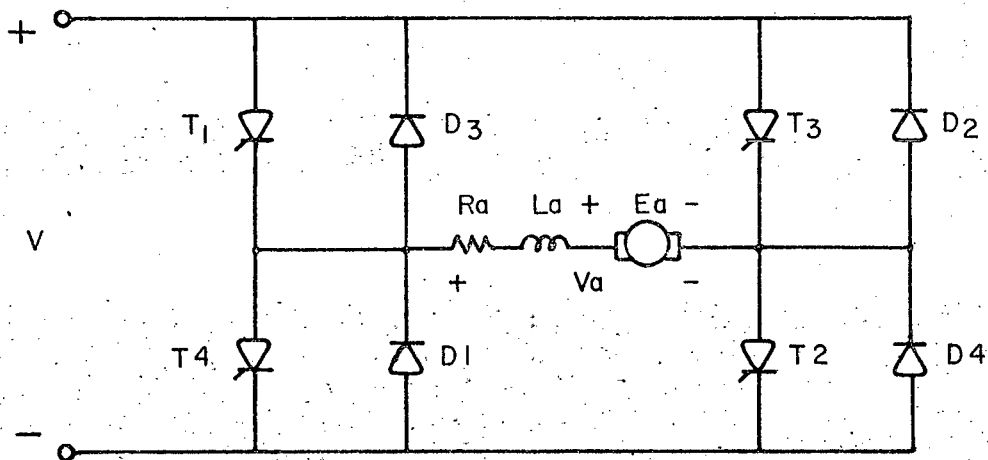 +
T1 D3 T3 D2
Ra La + Ea -
V
+ Va -
T4 D1 T2 D4
-